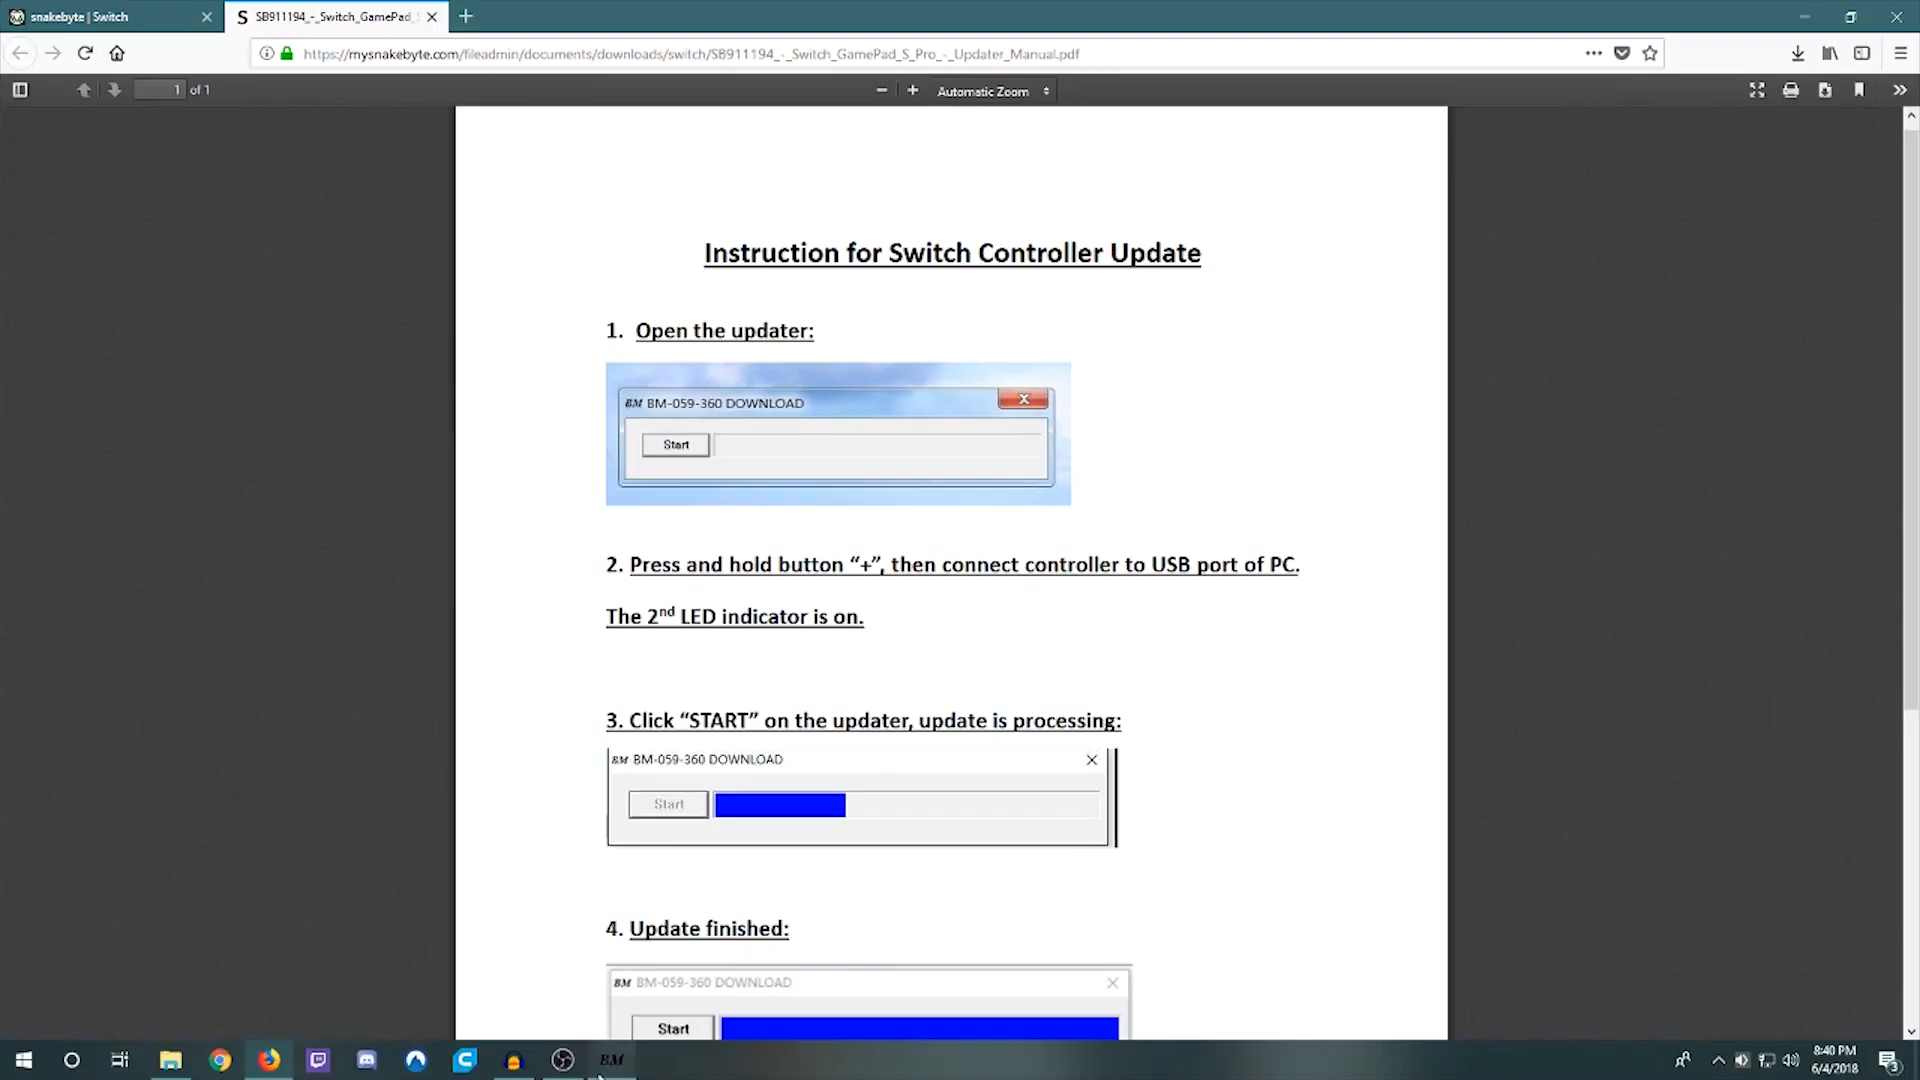 snakebyte | Switch
SB911194_-_Switch_GamePad_S
https://mysnakebyte.com/fileadmin/documents/downloads/switch/SB911194_-_Switch_GamePad_S_Pro_-_Updater_Manual.pdf
1 of 1
Automatic Zoom
Instruction for Switch Controller Update
1. Open the updater:
BM BM-059-360 DOWNLOAD
Start
2. Press and hold button “+”, then connect controller to USB port of PC.
The 2nd LED indicator is on.
3. Click “START” on the updater, update is processing:
BM BM-059-360 DOWNLOAD
Start
4. Update finished:
BM BM-059-360 DOWNLOAD
Start
BM
8:40 PM
6/4/2018
3